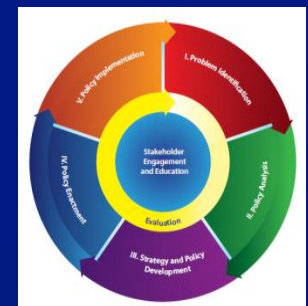 I. Problem Identification
II. Policy Analysis
III. Strategy and Policy
Development
IV. Policy Enactment
V. Policy Implementation
Stakeholder
Engagement
and Education
Evaluation